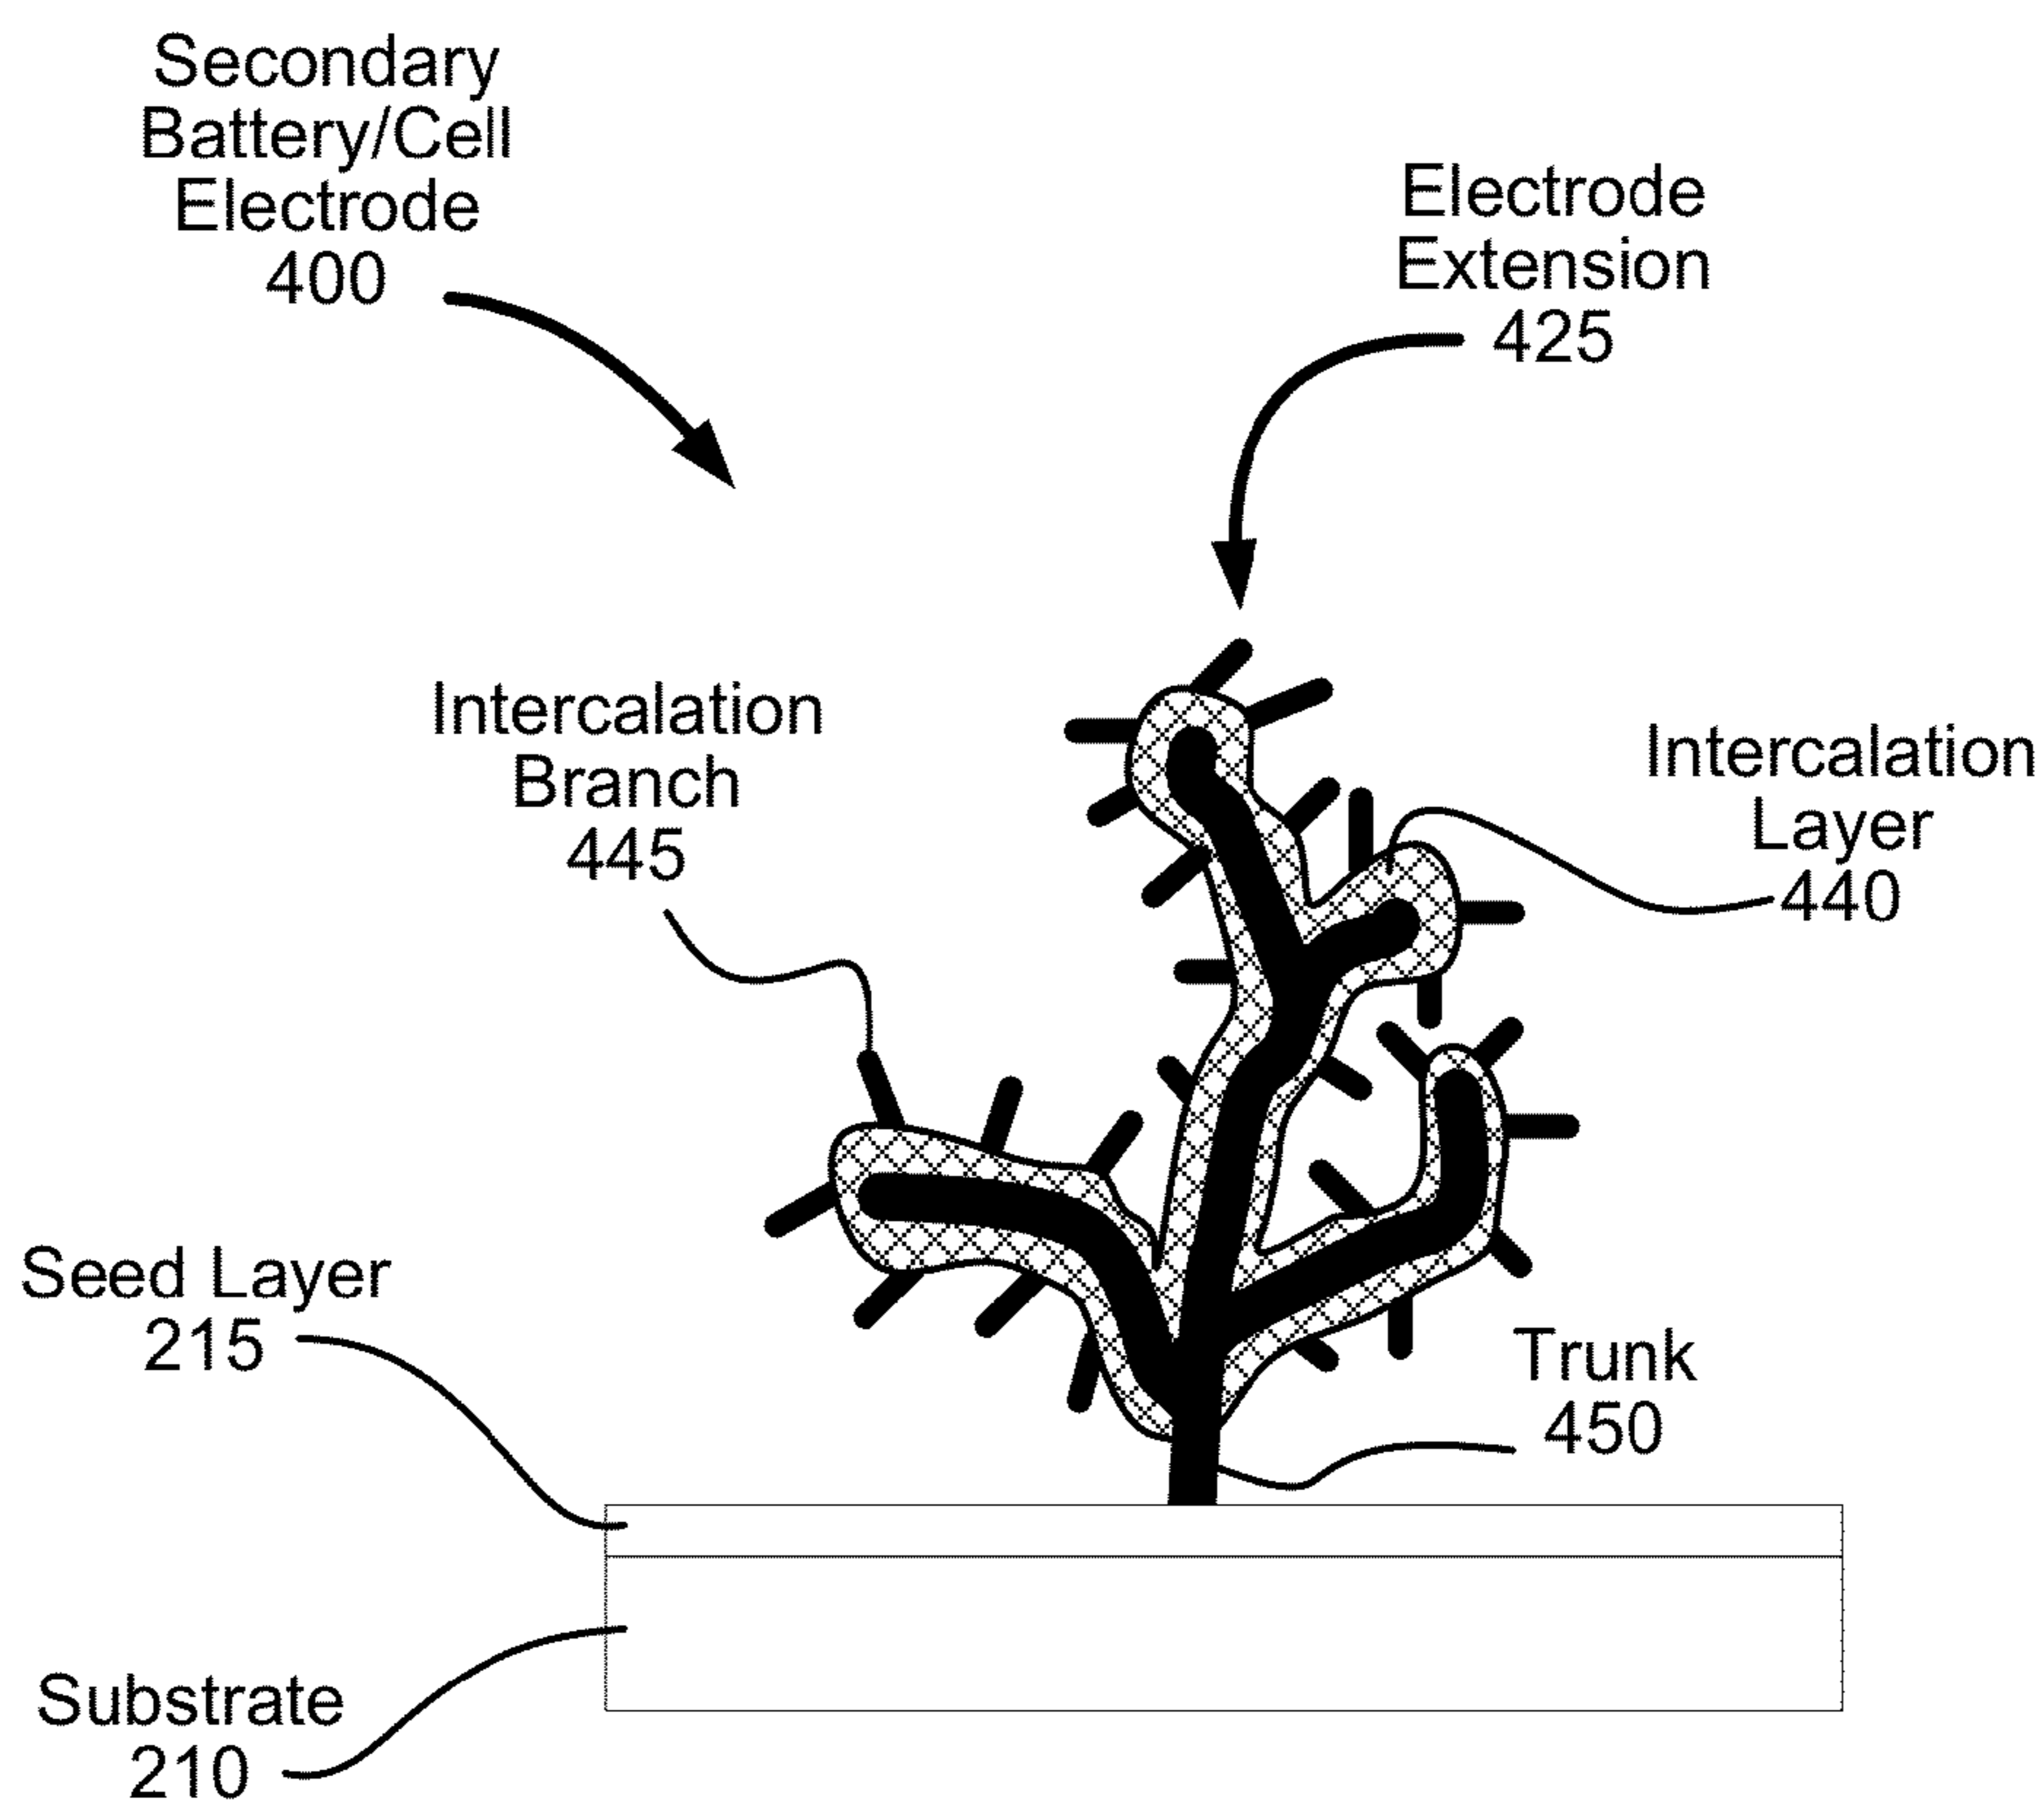 Secondary
Battery/Cell
Electrode
400
Electrode
Extension
425
Intercalation
Branch
445
Intercalation
Layer
440
Seed Layer
215
Trunk
450
Substrate
210